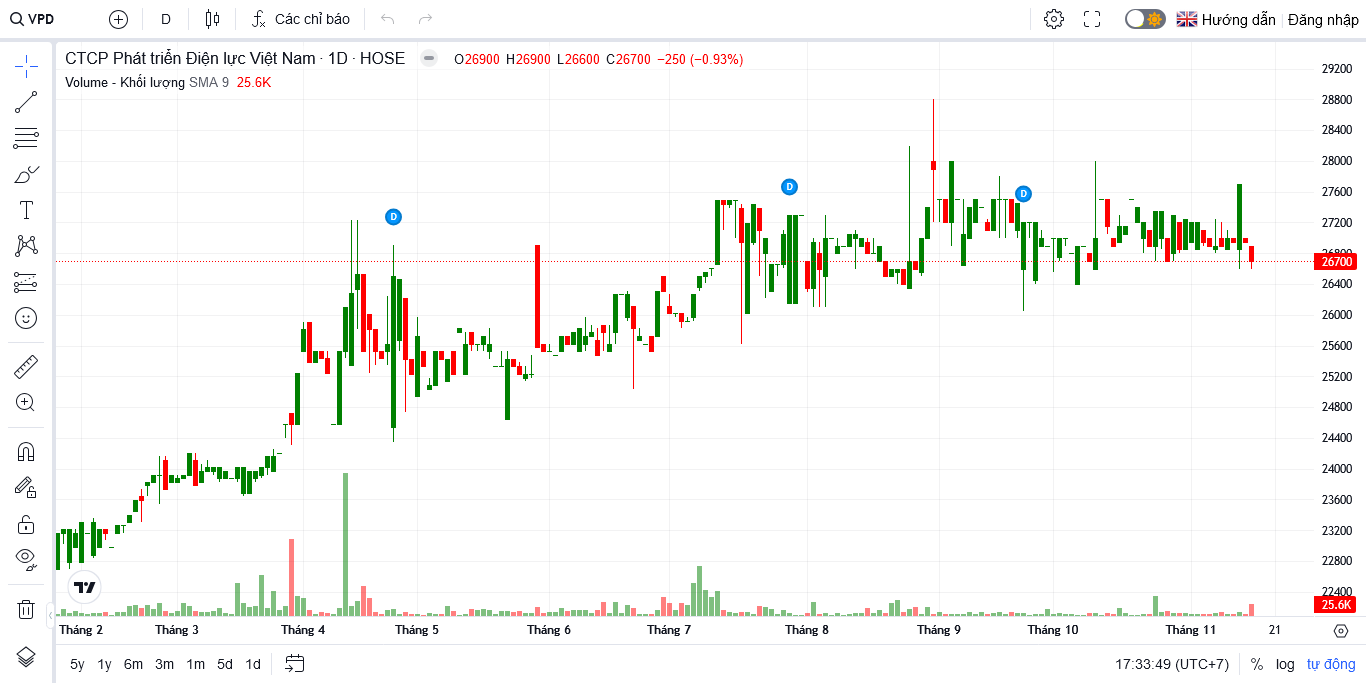 VPD D Các chỉ báo Hướng dẫn Đăng nhập
CTCP Phát triển Điện lực Việt Nam · 1D · HOSE O26900 H26900 L26600 C26700 −250 (−0.93%)
Volume - Khối lượng SMA 9 25.6K
29200
28800
28400
28000
27600
27200
26800
26700
26400
26000
25600
25200
24800
24400
24000
23600
23200
22800
22400
25.6K
D
D
D
Tháng 2 Tháng 3 Tháng 4 Tháng 5 Tháng 6 Tháng 7 Tháng 8 Tháng 9 Tháng 10 Tháng 11 21
5y 1y 6m 3m 1m 5d 1d 17:33:49 (UTC+7) % log tự động